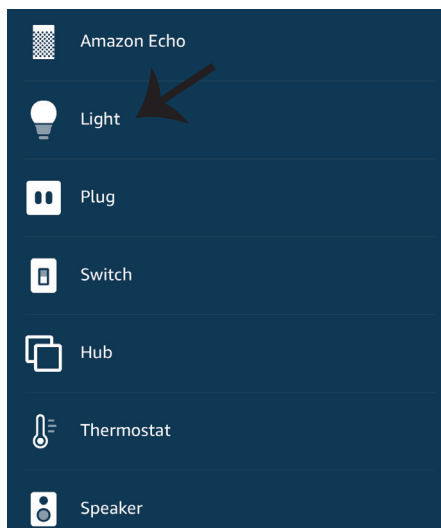 Amazon Echo
Light
Plug
Switch
Hub
Thermostat
Speaker